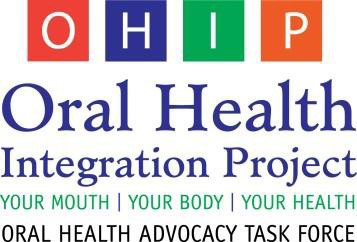 O H I P
Oral Health
Integration Project
YOUR MOUTH | YOUR BODY | YOUR HEALTH
ORAL HEALTH ADVOCACY TASK FORCE